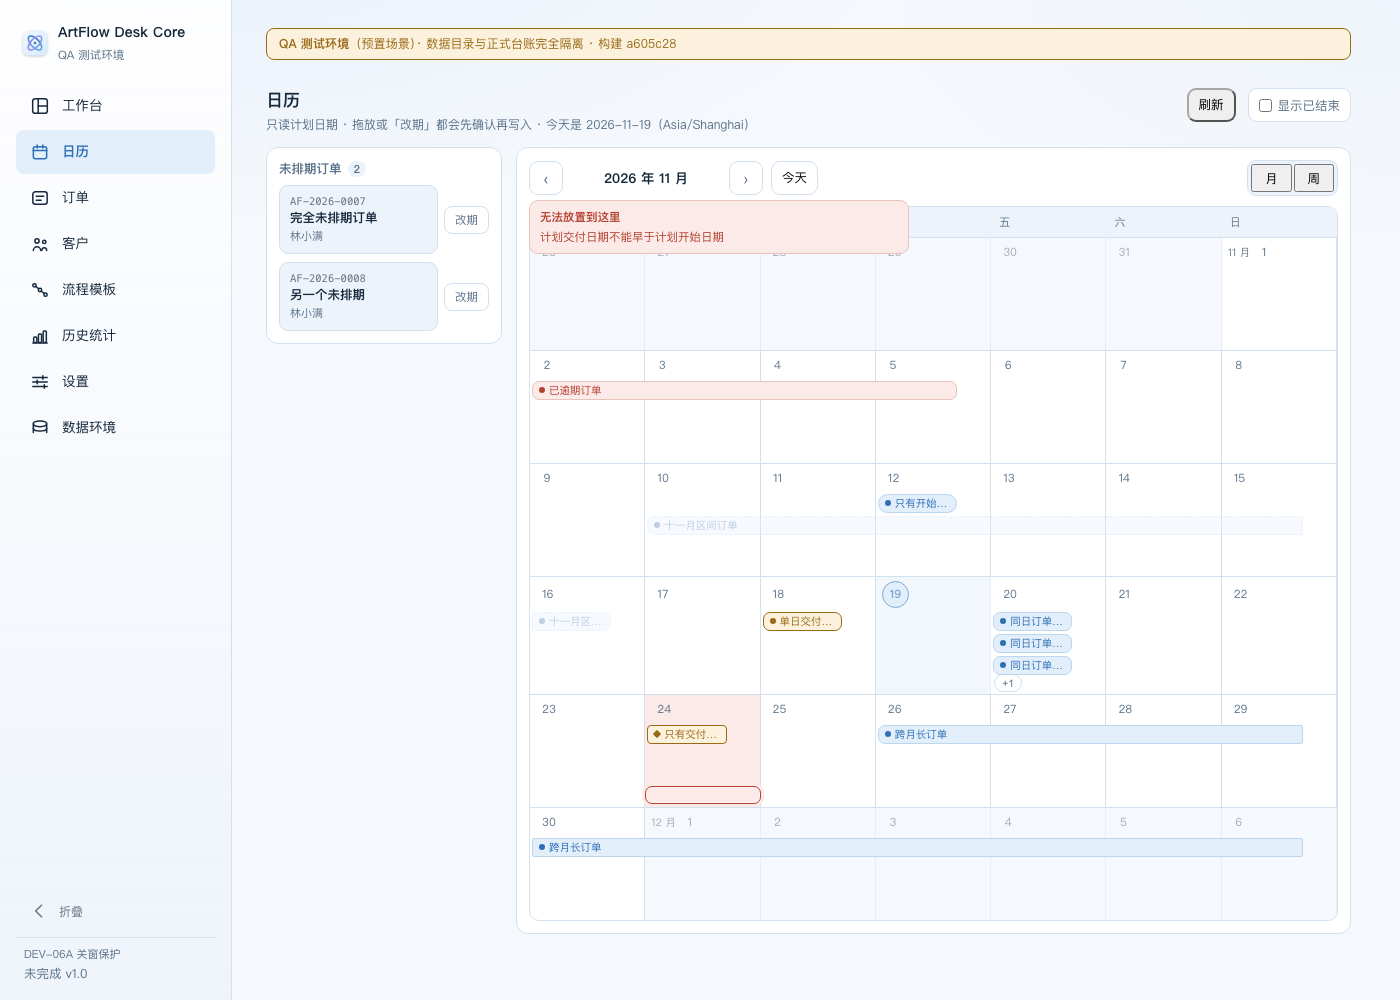 ArtFlow Desk Core
QA 测试环境
工作台
日历
订单
客户
流程模板
历史统计
设置
数据环境
折叠
DEV-06A 关窗保护
未完成 v1.0
QA 测试环境（预置场景）· 数据目录与正式台账完全隔离 · 构建 a605c28
日历
只读计划日期 · 拖放或「改期」都会先确认再写入 · 今天是 2026-11-19（Asia/Shanghai）
刷新
显示已结束
未排期订单 2
AF-2026-0007
完全未排期订单
林小满
改期
AF-2026-0008
另一个未排期
林小满
改期
‹ 2026 年 11 月 › 今天 月 周
无法放置到这里
计划交付日期不能早于计划开始日期
五 六 日
26 27 28 29 30 31 11 月 1
2 3 4 5 6 7 8
已逾期订单
9 10 11 12 13 14 15
只有开始…
十一月区间订单
16 17 18 19 20 21 22
十一月区… 单日交付… 同日订单…
同日订单…
同日订单…
+1
23 24 25 26 27 28 29
只有交付… 跨月长订单
30 12 月 1 2 3 4 5 6
跨月长订单